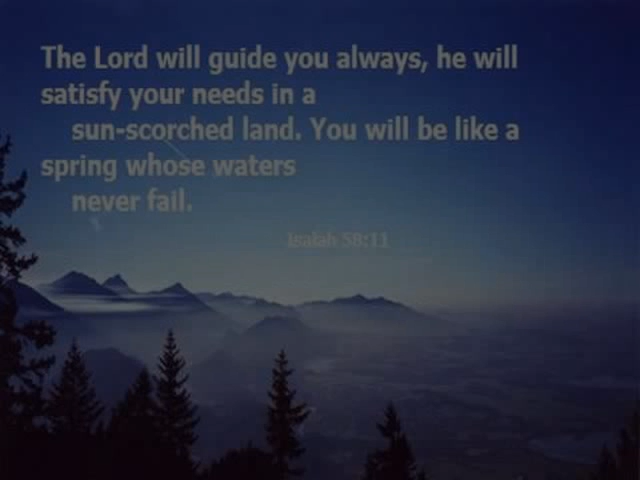 The Lord will guide you always, he will
satisfy your needs in a
sun-scorched land. You will be like a
spring whose waters
never fail.
Isaiah 58:11